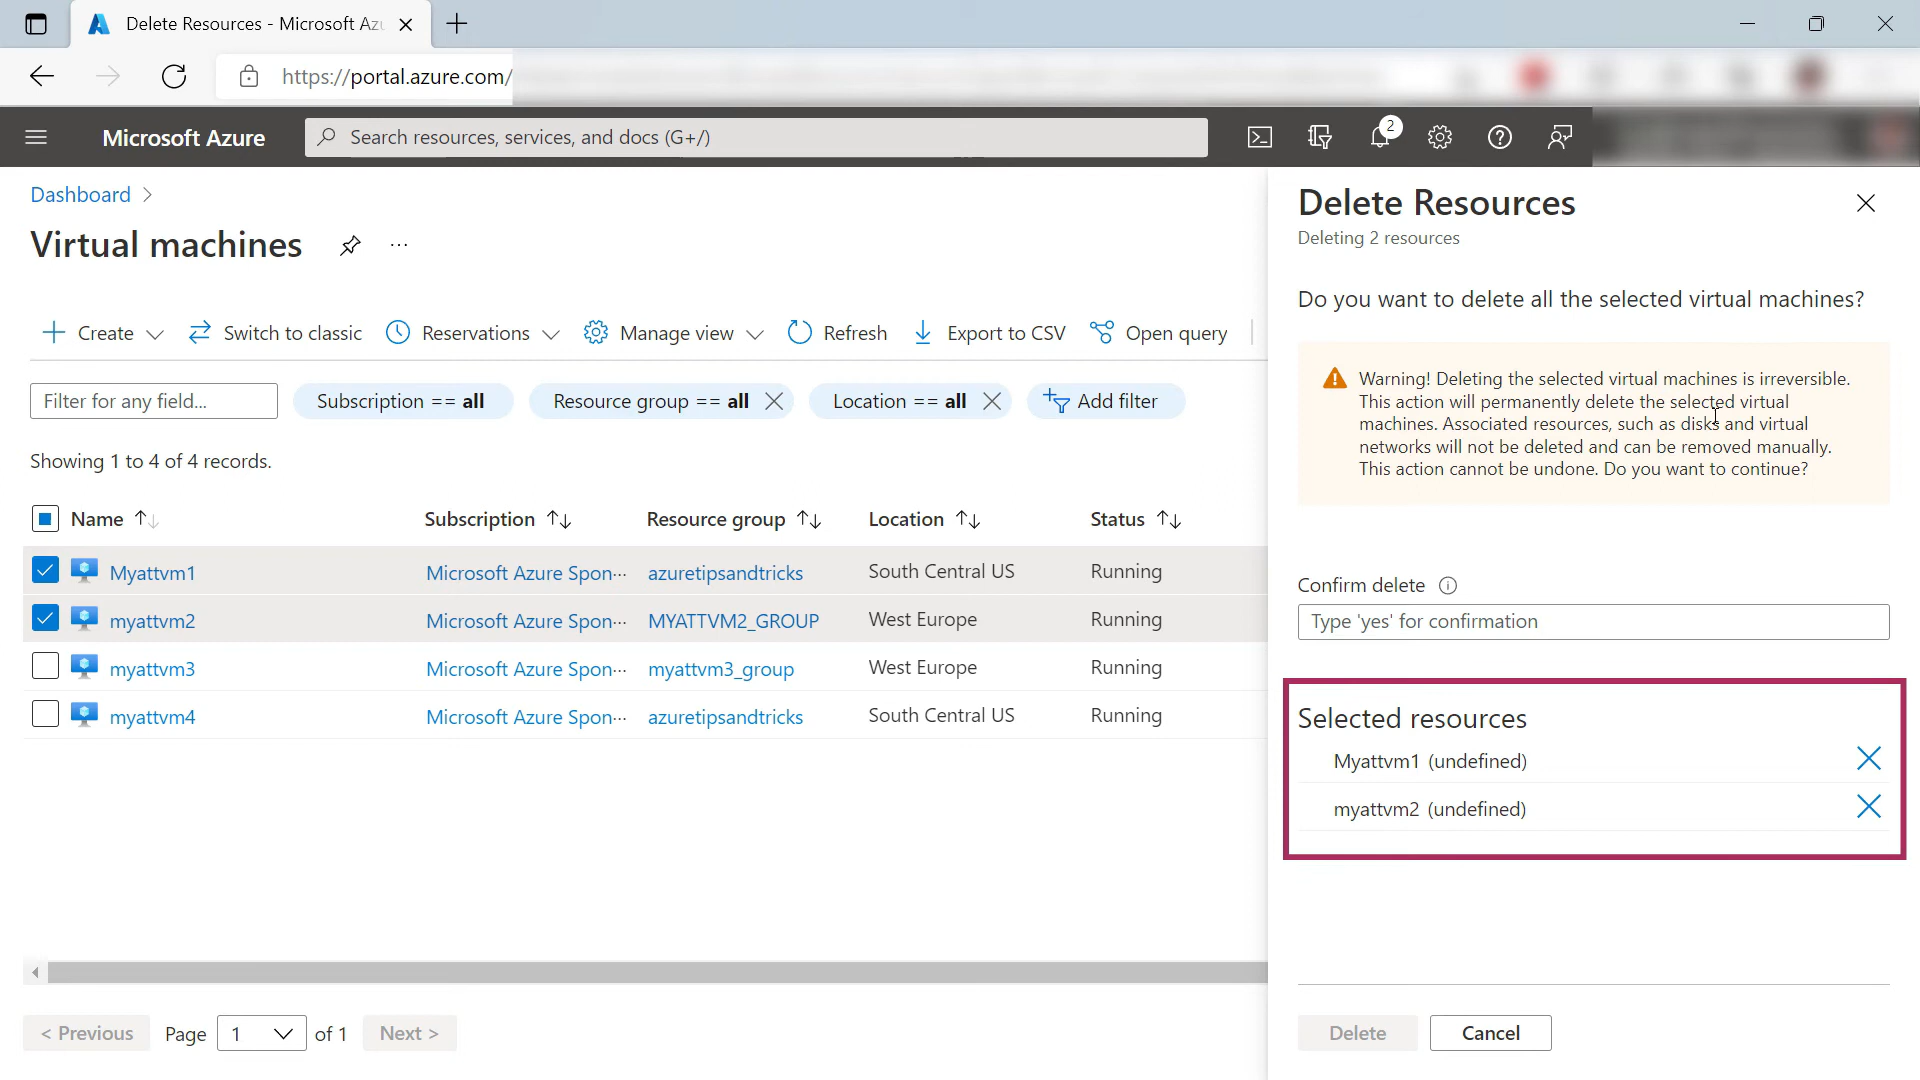 Delete Resources - Microsoft Azu
https://portal.azure.com/
Microsoft Azure
Search resources, services, and docs (G+/)
2
Dashboard >
Virtual machines
...
Create
Switch to classic
Reservations
Manage view
Refresh
Export to CSV
Open query
Filter for any field...
Subscription == all
Resource group == all
Location == all
Add filter
Showing 1 to 4 of 4 records.
Name Subscription Resource group Location Status
Myattvm1 Microsoft Azure Spon··· azuretipsandtricks South Central US Running
myattvm2 Microsoft Azure Spon··· MYATTVM2_GROUP West Europe Running
myattvm3 Microsoft Azure Spon··· myattvm3_group West Europe Running
myattvm4 Microsoft Azure Spon··· azuretipsandtricks South Central US Running
< Previous Page 1 of 1 Next >
Delete Resources
Deleting 2 resources
Do you want to delete all the selected virtual machines?
Warning! Deleting the selected virtual machines is irreversible.
This action will permanently delete the selected virtual
machines. Associated resources, such as disks and virtual
networks will not be deleted and can be removed manually.
This action cannot be undone. Do you want to continue?
Confirm delete
Type 'yes' for confirmation
Selected resources
Myattvm1 (undefined)
myattvm2 (undefined)
Delete Cancel